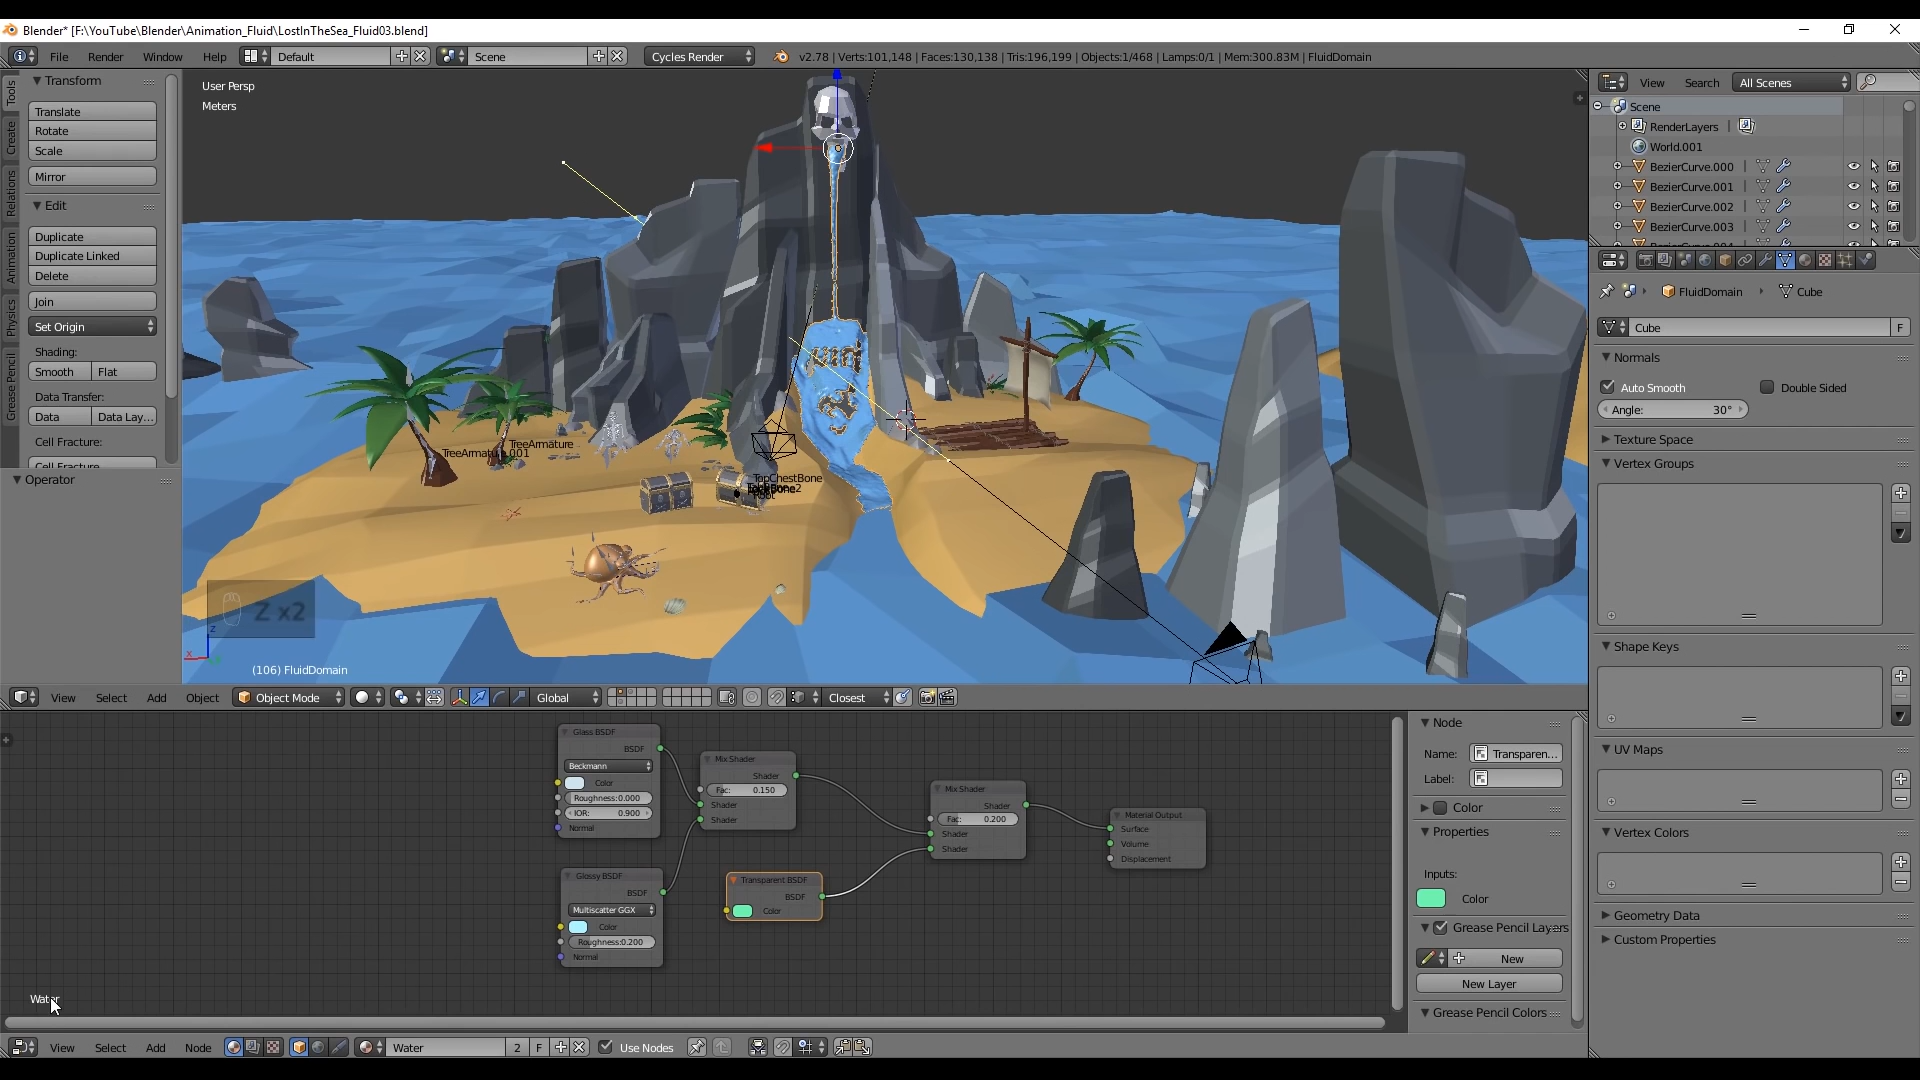 Blender* [F:\YouTube\Blender\Animation_Fluid\LostInTheSea_Fluid03.blend]
File Render Window Help Default Scene Cycles Render v2.78 | Verts:101,148 | Faces:130,138 | Tris:196,199 | Objects:1/468 | Lamps:0/1 | Mem:300.83M | FluidDomain
Tools
Create
Relations
Animation
Physics
Grease Pencil
Transform
Translate
Rotate
Scale
Mirror
Edit
Duplicate
Duplicate Linked
Delete
Join
Set Origin
Shading:
Smooth Flat
Data Transfer:
Data Data Lay...
Cell Fracture:
Cell Fracture
Operator
User Persp
Meters
TreeArmature
TreeArmature.001
TopChestBone
Z x2
z
x
(106) FluidDomain
View Select Add Object Object Mode Global Closest
View Search All Scenes
Scene
RenderLayers |
World.001
BezierCurve.000
BezierCurve.001
BezierCurve.002
BezierCurve.003
FluidDomain Cube
Cube F
Normals
Auto Smooth Double Sided
Angle: 30°
Texture Space
Vertex Groups
Shape Keys
UV Maps
Vertex Colors
Geometry Data
Custom Properties
Glass BSDF
BSDF
Beckmann
Color
Roughness:0.000
IOR: 0.900
Normal
Mix Shader
Shader
Fac: 0.150
Shader
Shader
Glossy BSDF
BSDF
Multiscatter GGX
Color
Roughness:0.200
Normal
Transparent BSDF
BSDF
Color
Mix Shader
Shader
Fac: 0.200
Shader
Shader
Material Output
Surface
Volume
Displacement
Water
Node
Name: Transparen...
Label:
Color
Properties
Inputs:
Color
Grease Pencil Layers
New
New Layer
Grease Pencil Colors
View Select Add Node Water 2 F Use Nodes